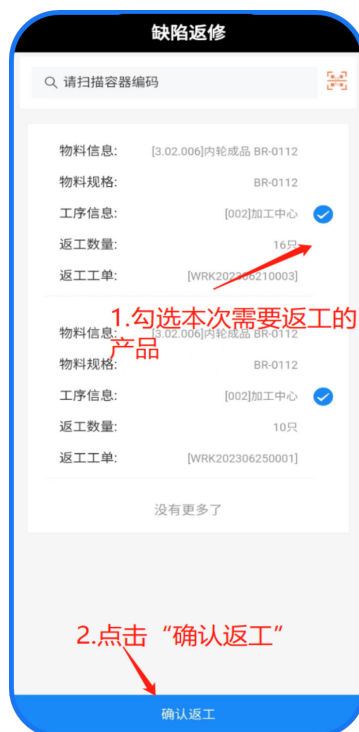 缺陷返修
请扫描容器编码
物料信息: [3.02.006]内轮成品 BR-0112
物料规格: BR-0112
工序信息: [002]加工中心
返工数量: 16只
返工工单: [WRK202306210003]
1.勾选本次需要返工的
产品
物料信息: [3.02.006]内轮成品 BR-0112
物料规格: BR-0112
工序信息: [002]加工中心
返工数量: 10只
返工工单: [WRK202306250001]
没有更多了
2.点击“确认返工”
确认返工